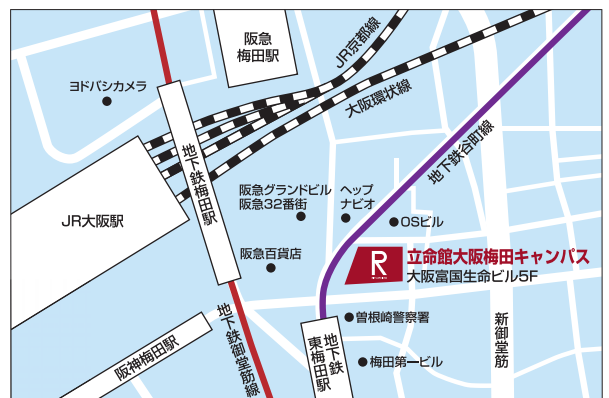 阪急
梅田駅
JR京都線
ヨドバシカメラ
大阪環状線
地下鉄梅田駅
地下鉄谷町線
JR大阪駅
阪急グランドビル
阪急32番街
ヘップ
ナビオ
OSビル
阪急百貨店
R
立命館大阪梅田キャンパス
大阪富国生命ビル5F
地下鉄御堂筋線
曽根崎警察署
新御堂筋
阪神梅田駅
地下鉄
東梅田駅
梅田第一ビル